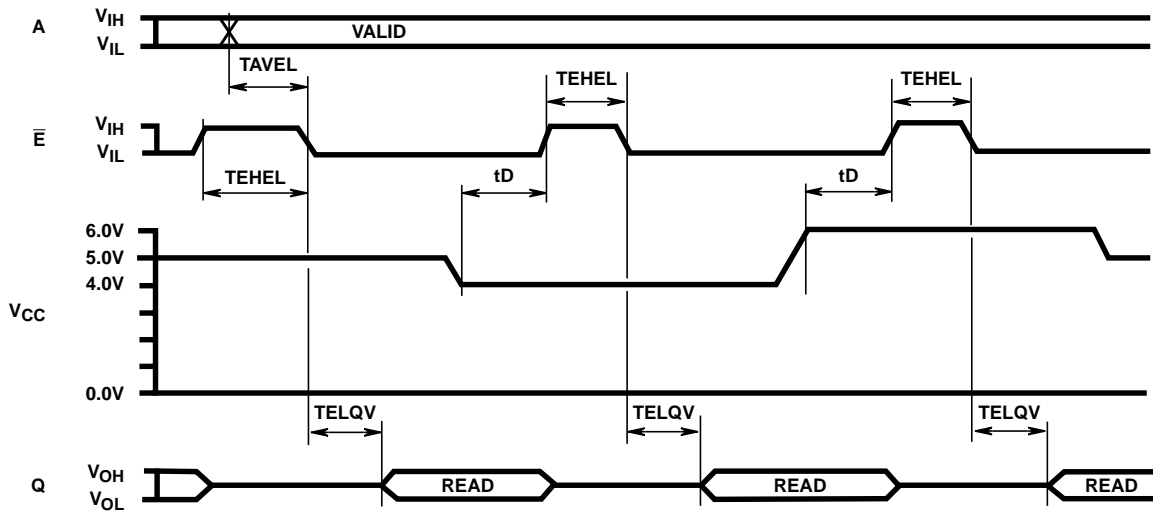 A
VIH
VIL
VALID
TAVEL
TEHEL
TEHEL
E
VIH
VIL
TEHEL
tD
tD
VCC
6.0V
5.0V
4.0V
0.0V
TELQV
TELQV
TELQV
Q
VOH
VOL
READ
READ
READ